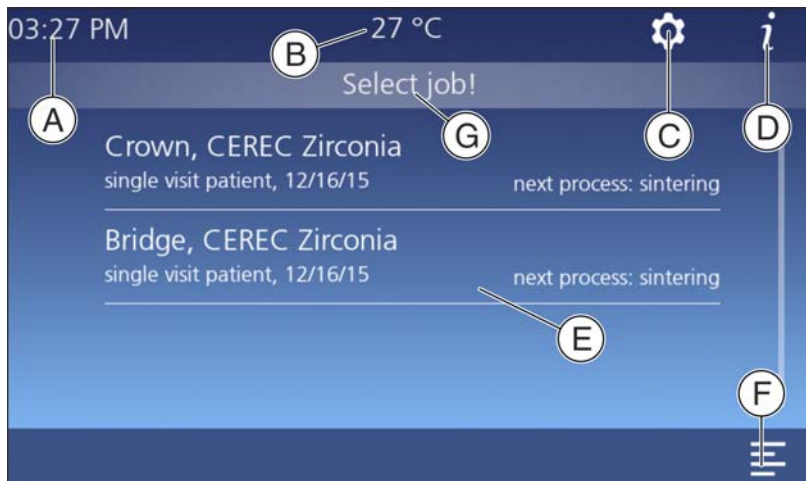 03:27 PM 27 °C i
B
Select job!
A G C D
Crown, CEREC Zirconia
single visit patient, 12/16/15 next process: sintering
Bridge, CEREC Zirconia
single visit patient, 12/16/15 next process: sintering
E
F